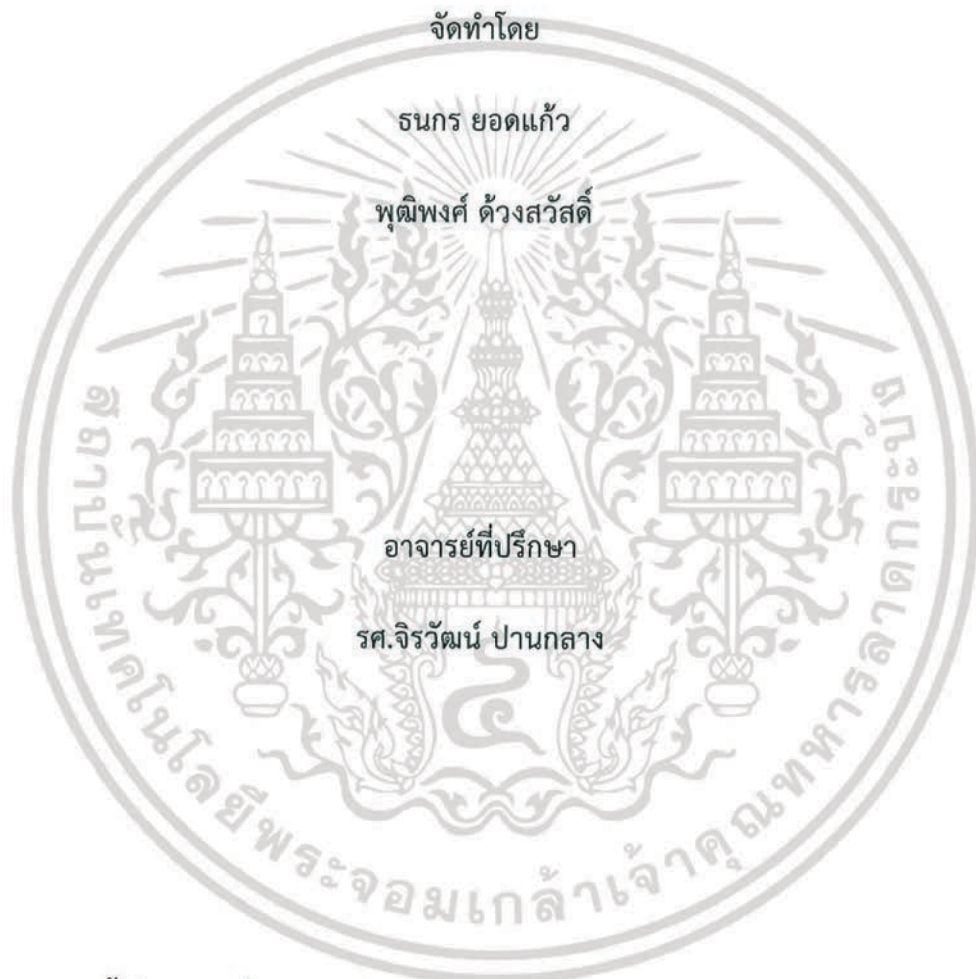 จัดทำโดย
ธนกร ยอดแก้ว
พุฒิพงศ์ ด้วงสวัสดิ์
อาจารย์ที่ปรึกษา
รศ.จิรวัฒน์ ปานกลาง
๔
สถาบันเทคโนโลยีพระจอมเกล้าเจ้าคุณทหารลาดกระบัง